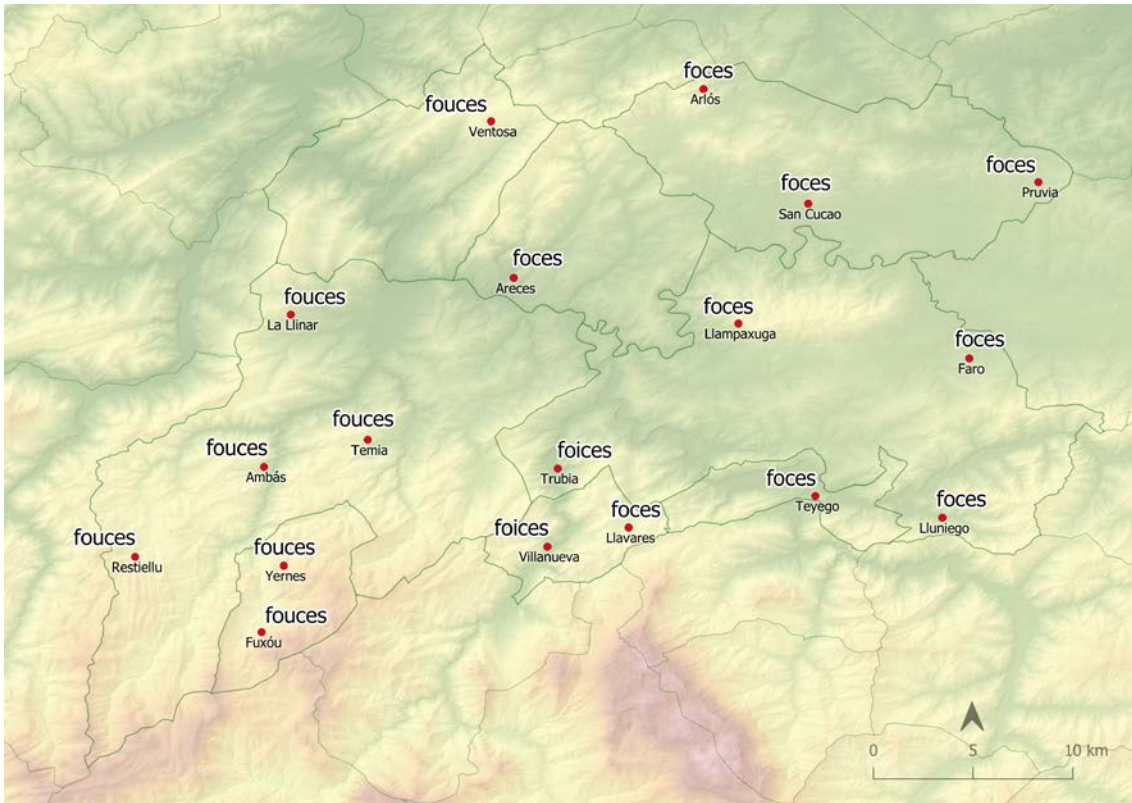 foces
Arlós
fouces
Ventosa
foces
Pruvia
foces
San Cucao
foces
Areces
fouces
La Llinar
foces
Llampaxuga
foces
Faro
fouces
Temia
fouces
Ambás
foices
Trubia
foces
Teyego
foces
Lluniego
foces
Llavares
foices
Villanueva
fouces
Restiellu
fouces
Yernes
fouces
Fuxóu
0 5 10 km